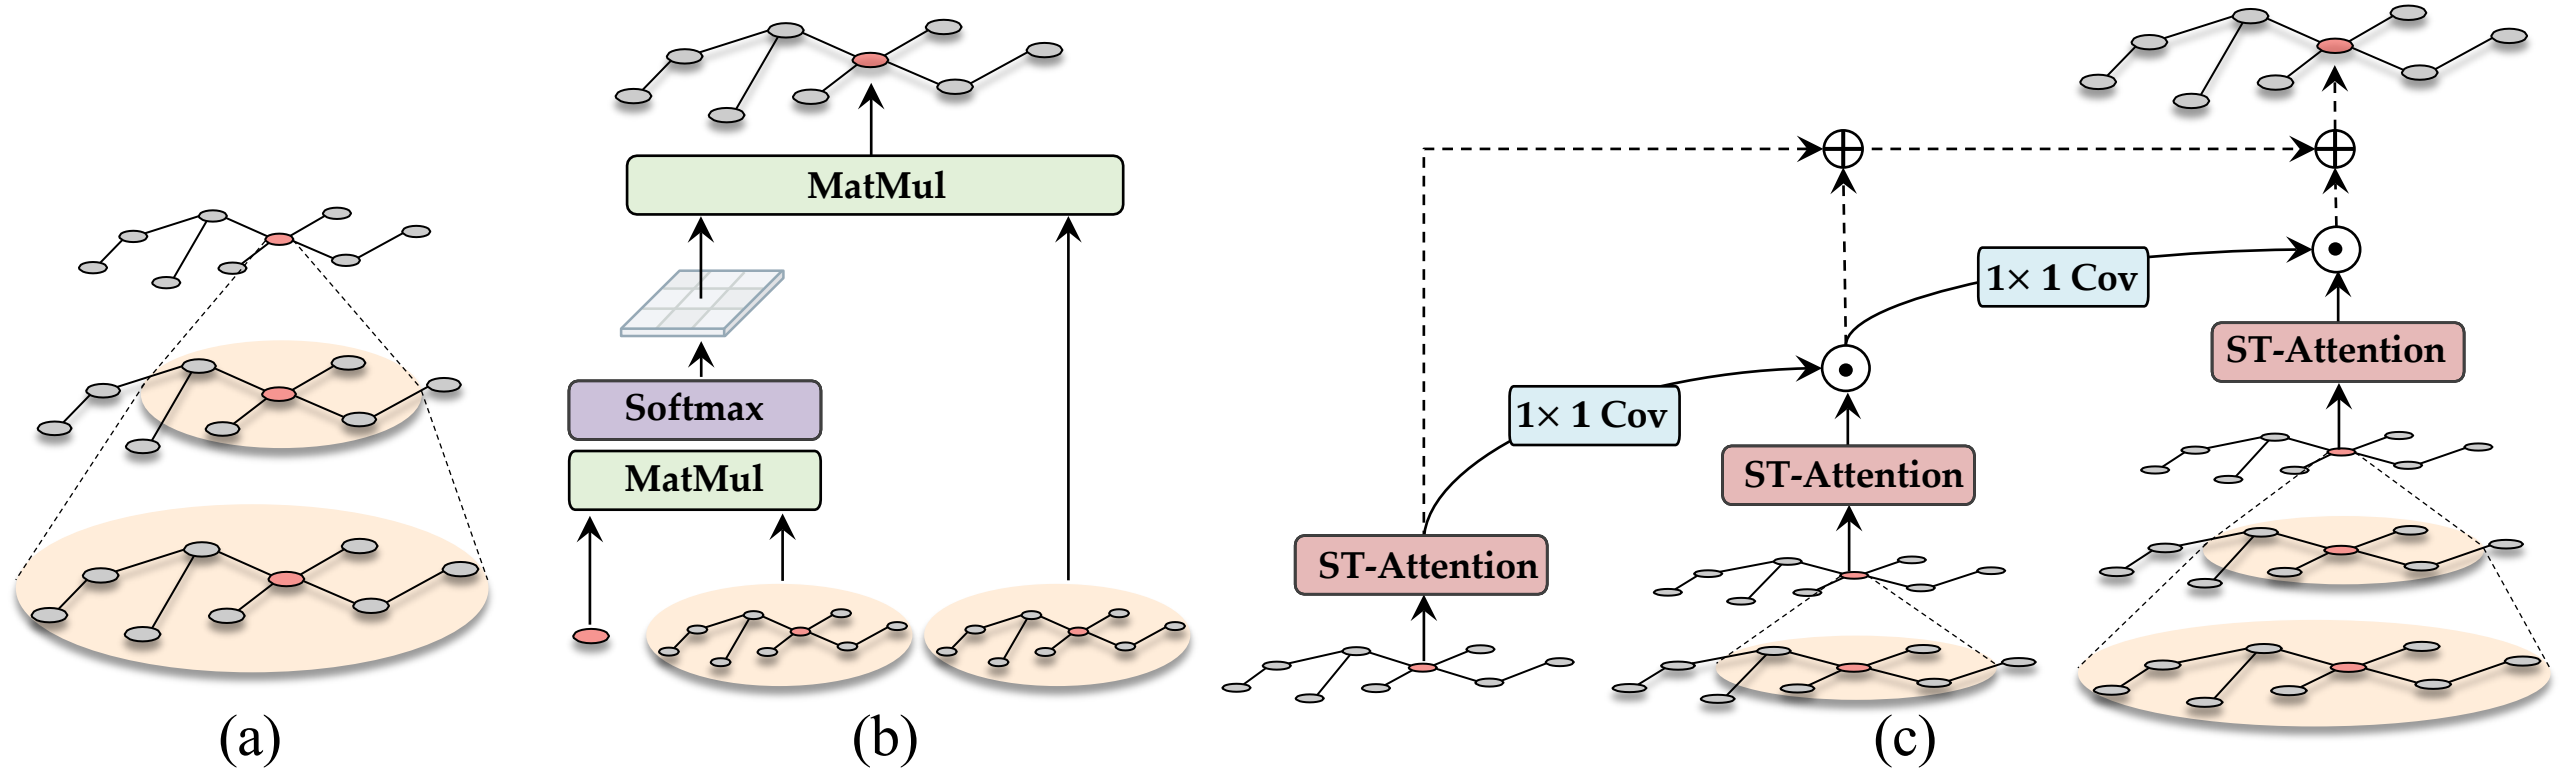 MatMul
Softmax
MatMul
1× 1 Cov
1× 1 Cov
ST-Attention
ST-Attention
ST-Attention
(a)
(b)
(c)